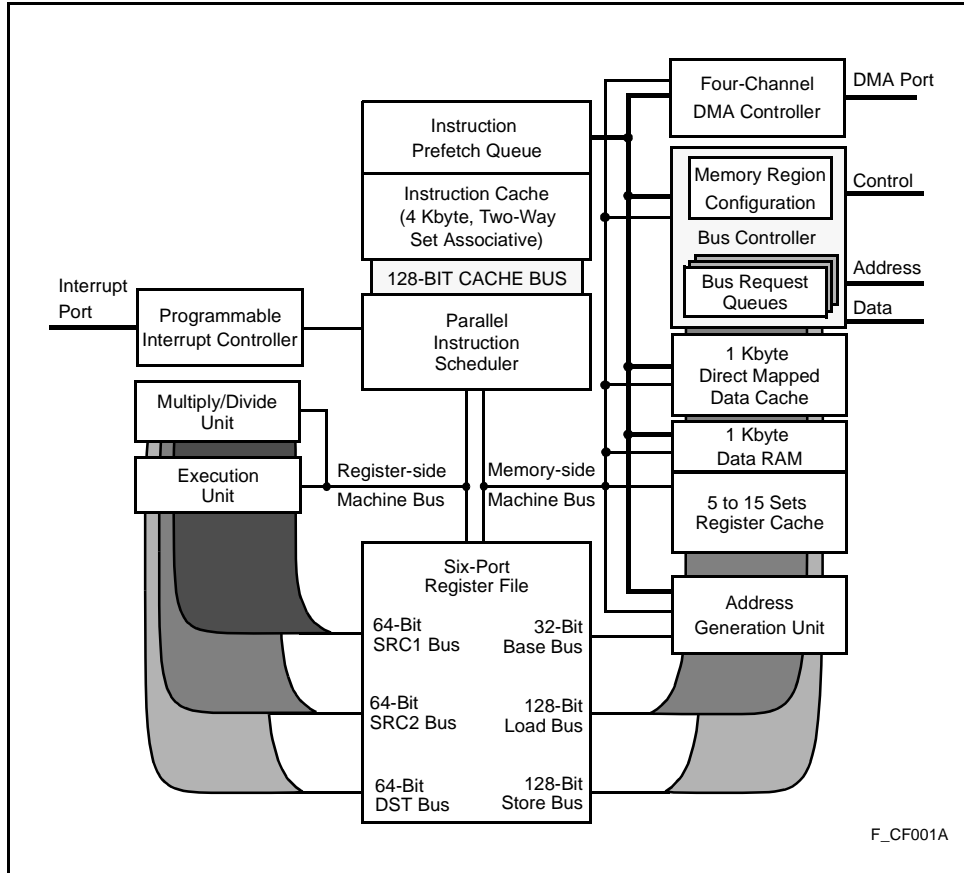 Four-Channel
DMA Controller
DMA Port
Instruction
Prefetch Queue
Memory Region
Configuration
Control
Instruction Cache
(4 Kbyte, Two-Way
Set Associative)
Bus Controller
128-BIT CACHE BUS
Bus Request
Queues
Address
Data
Interrupt
Port
Programmable
Interrupt Controller
Parallel
Instruction
Scheduler
1 Kbyte
Direct Mapped
Data Cache
Multiply/Divide
Unit
1 Kbyte
Data RAM
Execution
Unit
Register-side
Machine Bus
Memory-side
Machine Bus
5 to 15 Sets
Register Cache
Six-Port
Register File
Address
Generation Unit
64-Bit
SRC1 Bus
32-Bit
Base Bus
64-Bit
SRC2 Bus
128-Bit
Load Bus
64-Bit
DST Bus
128-Bit
Store Bus
F_CF001A